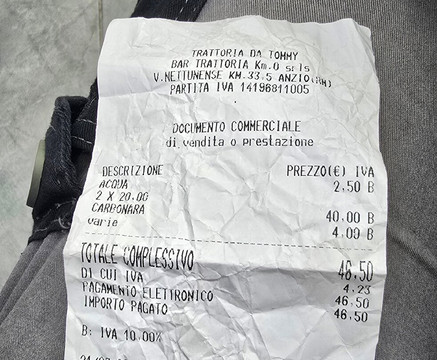 TRATTORIA DA TOMMY
BAR TRATTORIA Km.0 srls
V.NETTUNENSE KM.33.5 ANZIO(RM)
PARTITA IVA 14196811005
DOCUMENTO COMMERCIALE
di vendita o prestazione
DESCRIZIONE PREZZO(€) IVA
ACQUA 2,50 B
2 X 20,00
CARBONARA 40,00 B
varie 4,00 B
TOTALE COMPLESSIVO 46,50
DI CUI IVA 4,23
PAGAMENTO ELETTRONICO 46,50
IMPORTO PAGATO 46,50
B: IVA 10,00%